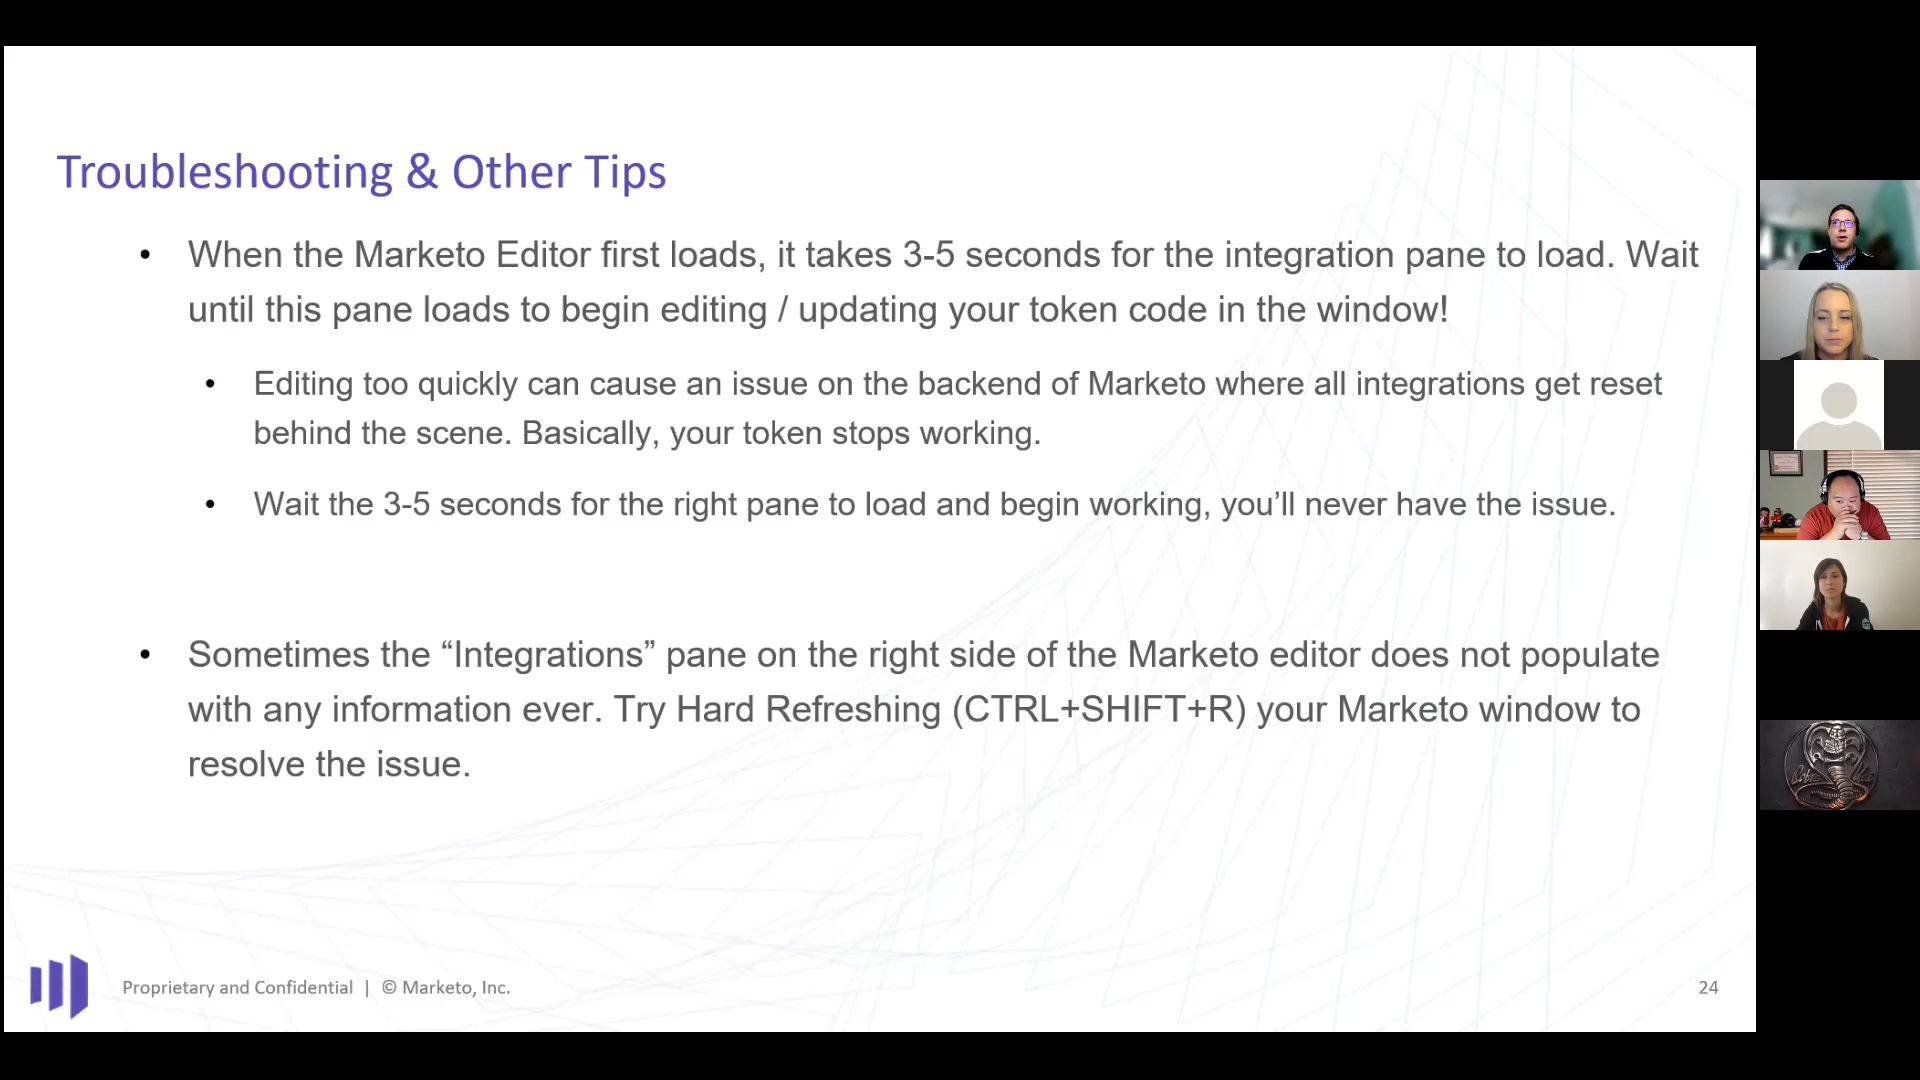 Troubleshooting & Other Tips
• When the Marketo Editor first loads, it takes 3-5 seconds for the integration pane to load. Wait
until this pane loads to begin editing / updating your token code in the window!
• Editing too quickly can cause an issue on the backend of Marketo where all integrations get reset
behind the scene. Basically, your token stops working.
• Wait the 3-5 seconds for the right pane to load and begin working, you’ll never have the issue.
• Sometimes the “Integrations” pane on the right side of the Marketo editor does not populate
with any information ever. Try Hard Refreshing (CTRL+SHIFT+R) your Marketo window to
resolve the issue.
Proprietary and Confidential | © Marketo, Inc.
24